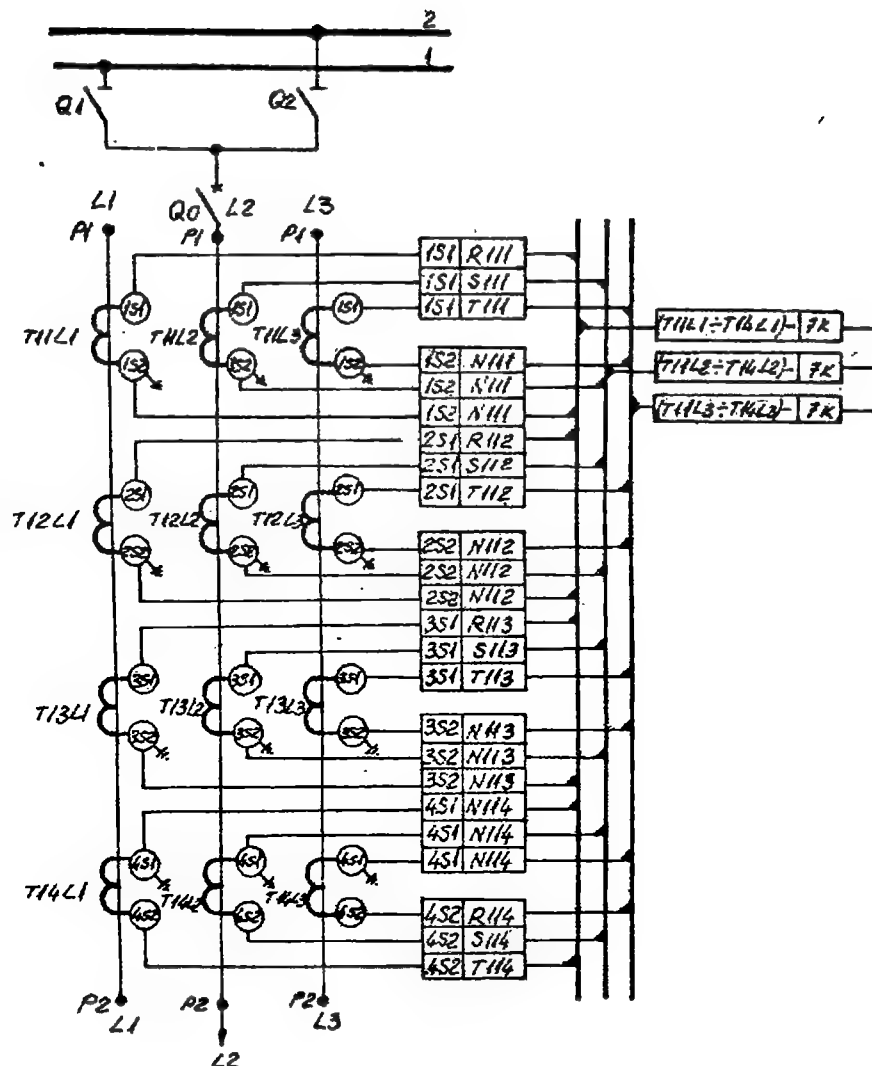 2
1
Q1 Q2
L1 Q0 L2 L3
P1 P1 P1
1S1 R111
1S1 S111
1S1 1S1 1S1 1S1 T111
T11L1 T11L2 T11L3
(T11L1÷T14L1)- 7K
1S2 1S2 1S2 1S2 N111
(T11L2÷T14L2)- 7K
1S2 N111
1S2 N111
(T11L3÷T14L3)- 7K
2S1 R112
2S1 S112
2S1 2S1 2S1 2S1 T112
T12L1 T12L2 T12L3
2S2 2S2 2S2 2S2 N112
2S2 N112
2S2 N112
3S1 R113
3S1 S113
3S1 3S1 3S1 3S1 T113
T13L1 T13L2 T13L3
3S2 3S2 3S2 3S2 N113
3S2 N113
3S2 N113
4S1 N114
4S1 N114
4S1 4S1 4S1 4S1 N114
T14L1 T14L2 T14L3
4S2 4S2 4S2 4S2 R114
4S2 S114
4S2 T114
P2 P2 P2
L1 L3
L2